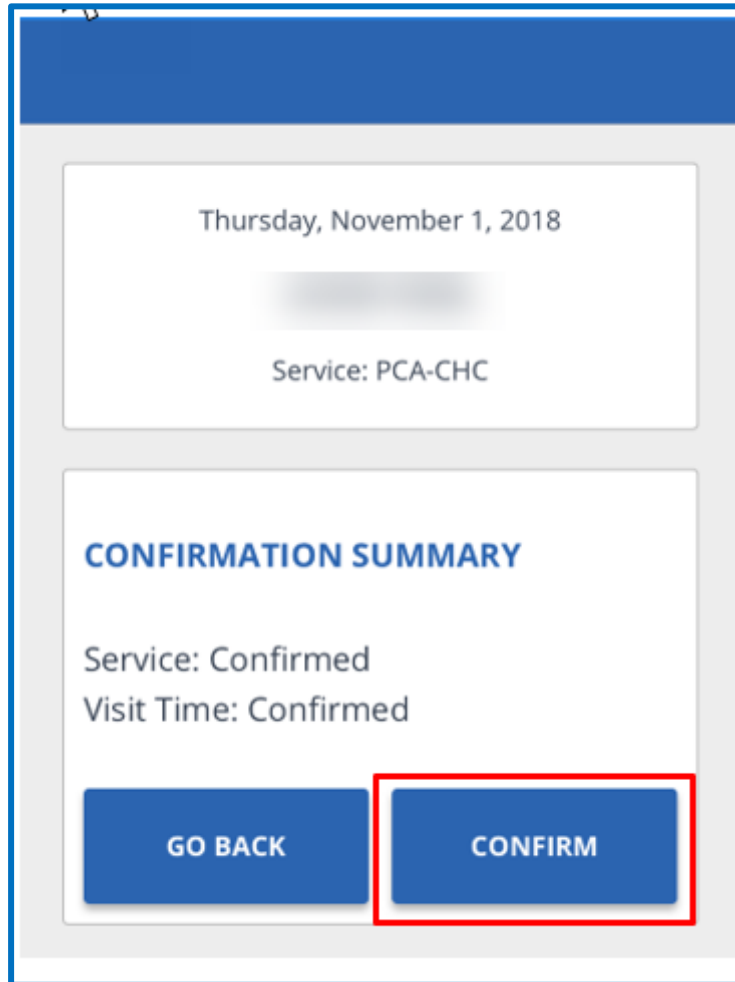 Thursday, November 1, 2018
Service: PCA-CHC
CONFIRMATION SUMMARY
Service: Confirmed
Visit Time: Confirmed
GO BACK
CONFIRM